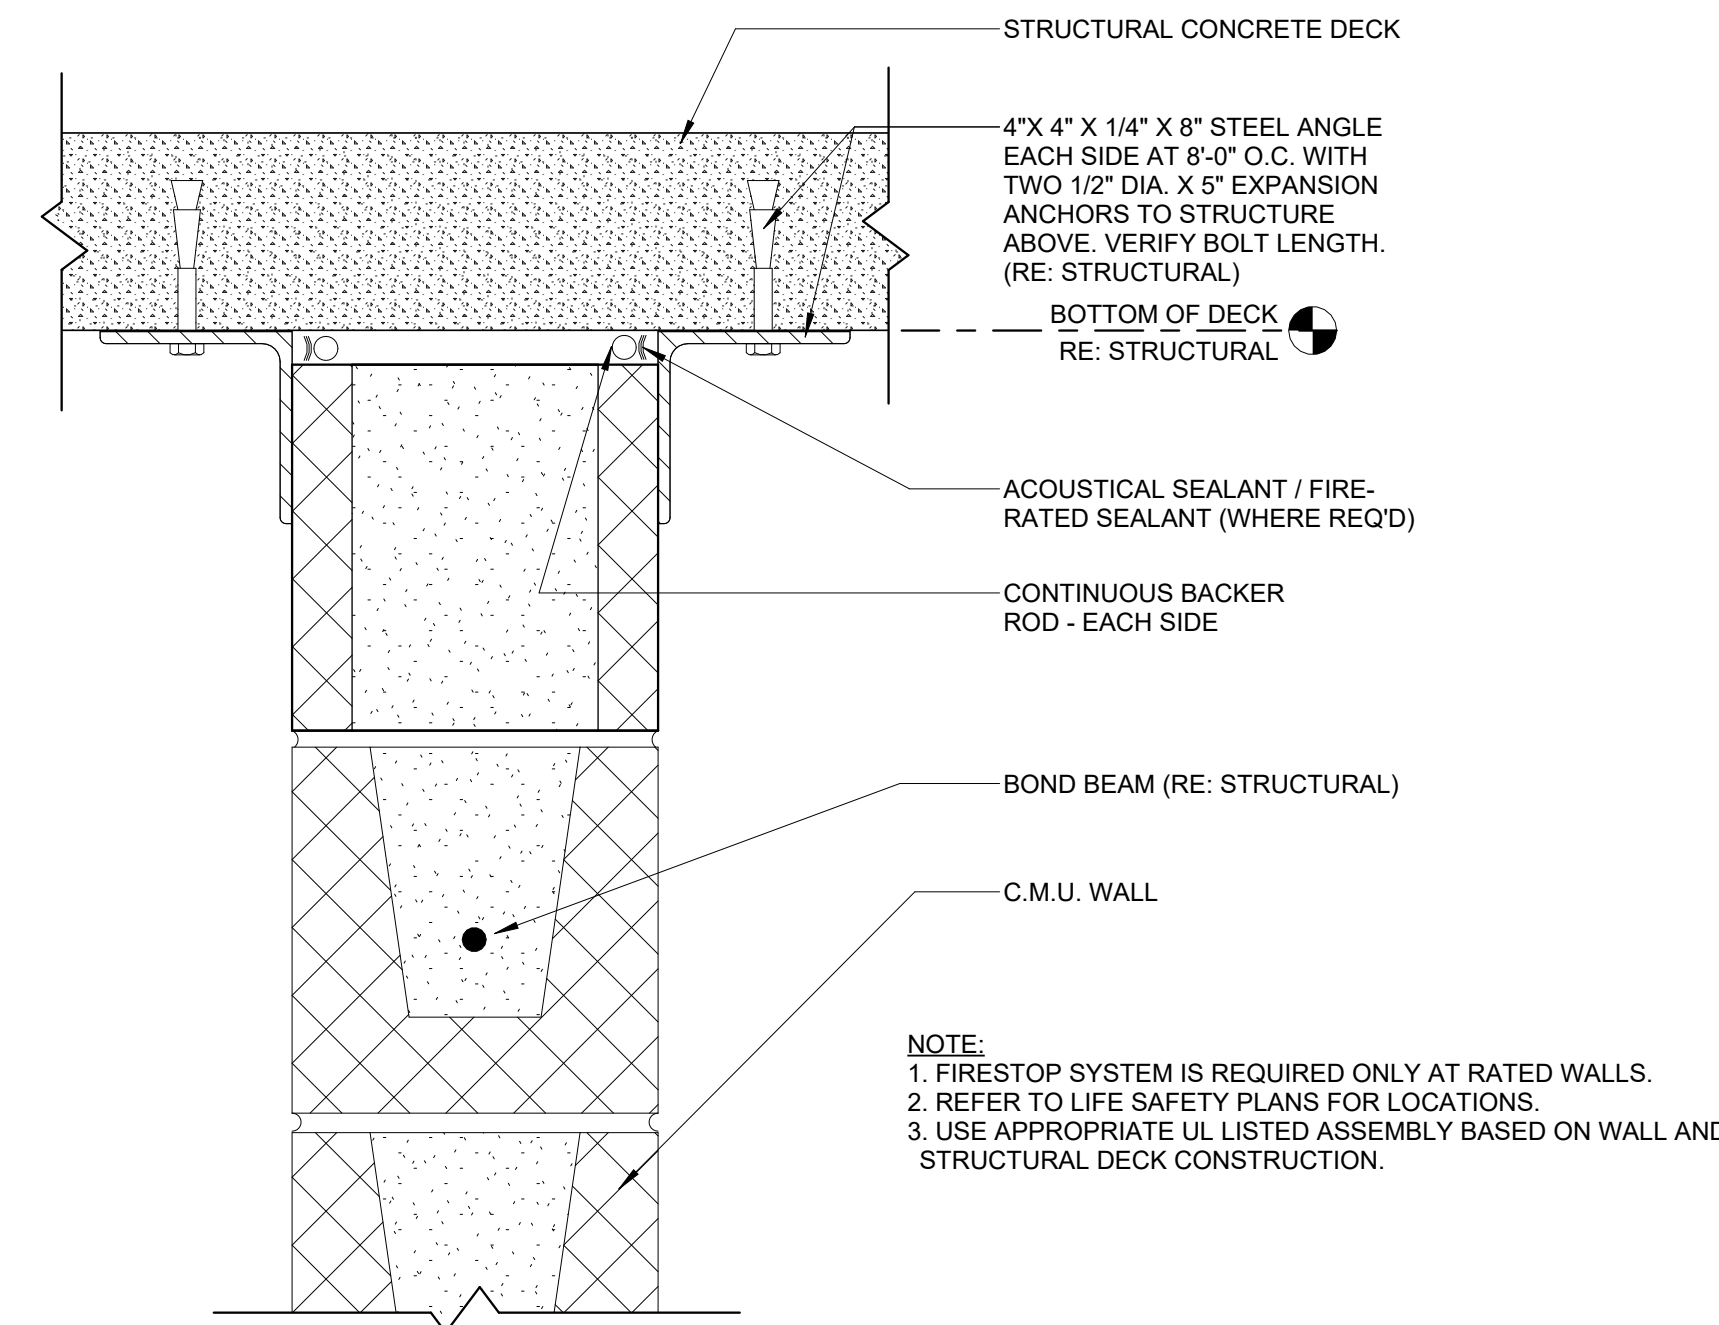 STRUCTURAL CONCRETE DECK
4"X 4" X 1/4" X 8" STEEL ANGLE
EACH SIDE AT 8'-0" O.C. WITH
TWO 1/2" DIA. X 5" EXPANSION
ANCHORS TO STRUCTURE
ABOVE. VERIFY BOLT LENGTH.
(RE: STRUCTURAL)
BOTTOM OF DECK
RE: STRUCTURAL
ACOUSTICAL SEALANT / FIRE-
RATED SEALANT (WHERE REQ'D)
CONTINUOUS BACKER
ROD - EACH SIDE
BOND BEAM (RE: STRUCTURAL)
C.M.U. WALL
NOTE:
1. FIRESTOP SYSTEM IS REQUIRED ONLY AT RATED WALLS.
2. REFER TO LIFE SAFETY PLANS FOR LOCATIONS.
3. USE APPROPRIATE UL LISTED ASSEMBLY BASED ON WALL AND
STRUCTURAL DECK CONSTRUCTION.